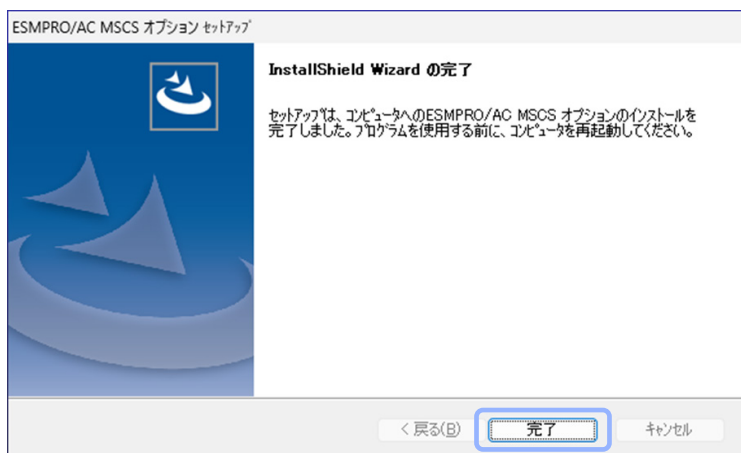 ESMPRO/AC MSCS オプション セットアップ
InstallShield Wizard の完了
セットアップは、コンピュータへのESMPRO/AC MSCS オプションのインストールを
完了しました。プログラムを使用する前に、コンピュータを再起動してください。
< 戻る(B)
完了
キャンセル